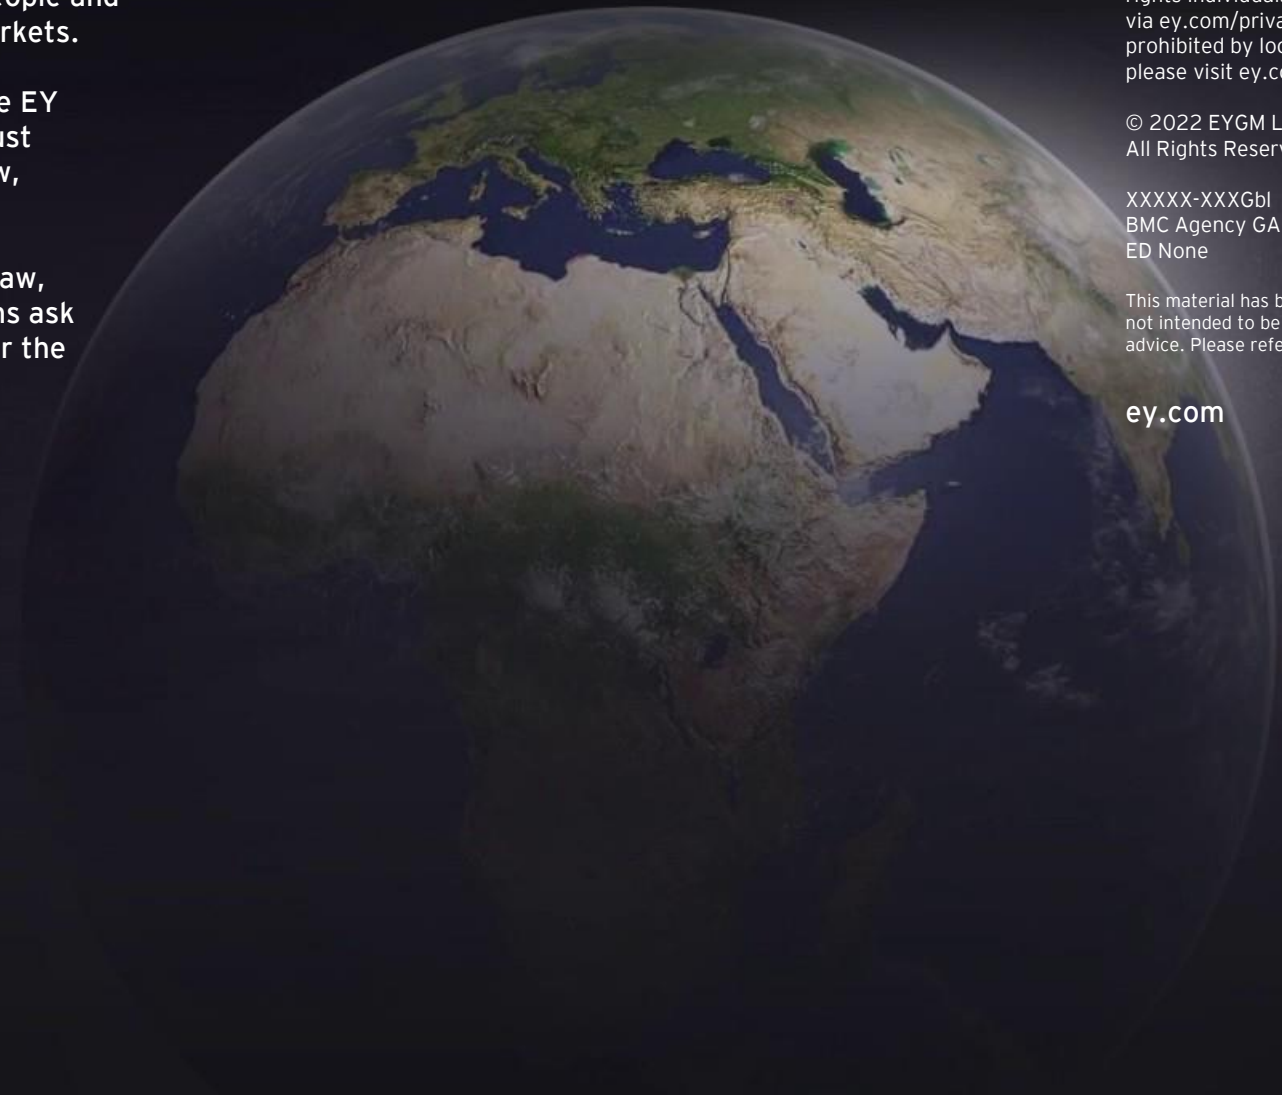 and
rkets.
e EY
ust
w,
aw,
ns ask
r the
via ey.com/priva
prohibited by loc
please visit ey.c
© 2022 EYGM L
All Rights Reserv
XXXXX-XXXGbl
BMC Agency GA
ED None
This material has b
not intended to be
advice. Please refe
ey.com